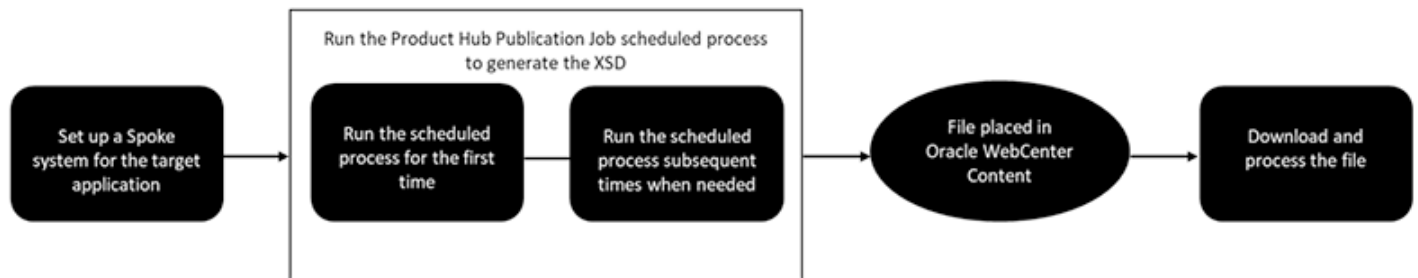 Run the Product Hub Publication Job scheduled process
to generate the XSD
Set up a Spoke
system for the target
application
Run the scheduled
process for the first
time
Run the scheduled
process subsequent
times when needed
File placed in
Oracle WebCenter
Content
Download and
process the file